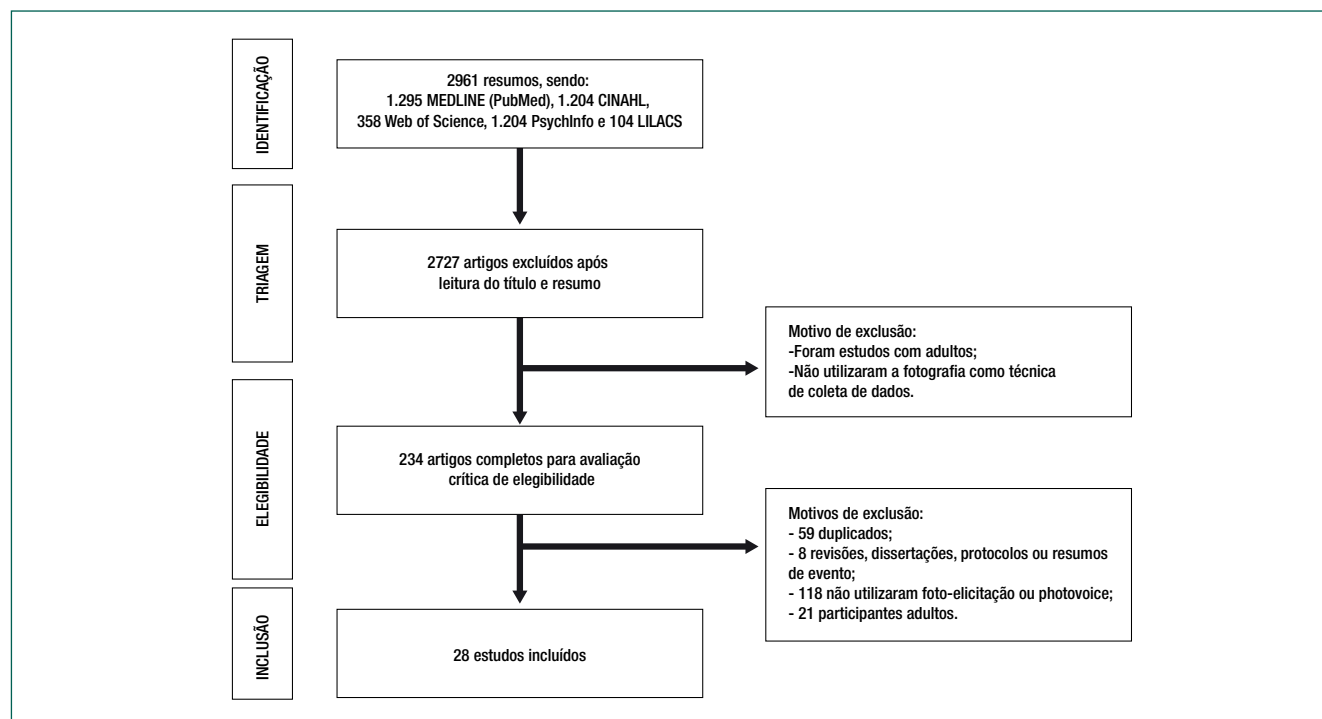 IDENTIFICAÇÃO
2961 resumos, sendo:
1.295 MEDLINE (PubMed), 1.204 CINAHL,
358 Web of Science, 1.204 PsychInfo e 104 LILACS
TRIAGEM
2727 artigos excluídos após
leitura do título e resumo
Motivo de exclusão:
-Foram estudos com adultos;
-Não utilizaram a fotografia como técnica
de coleta de dados.
ELEGIBILIDADE
234 artigos completos para avaliação
crítica de elegibilidade
Motivos de exclusão:
- 59 duplicados;
- 8 revisões, dissertações, protocolos ou resumos
de evento;
- 118 não utilizaram foto-elicitação ou photovoice;
- 21 participantes adultos.
INCLUSÃO
28 estudos incluídos